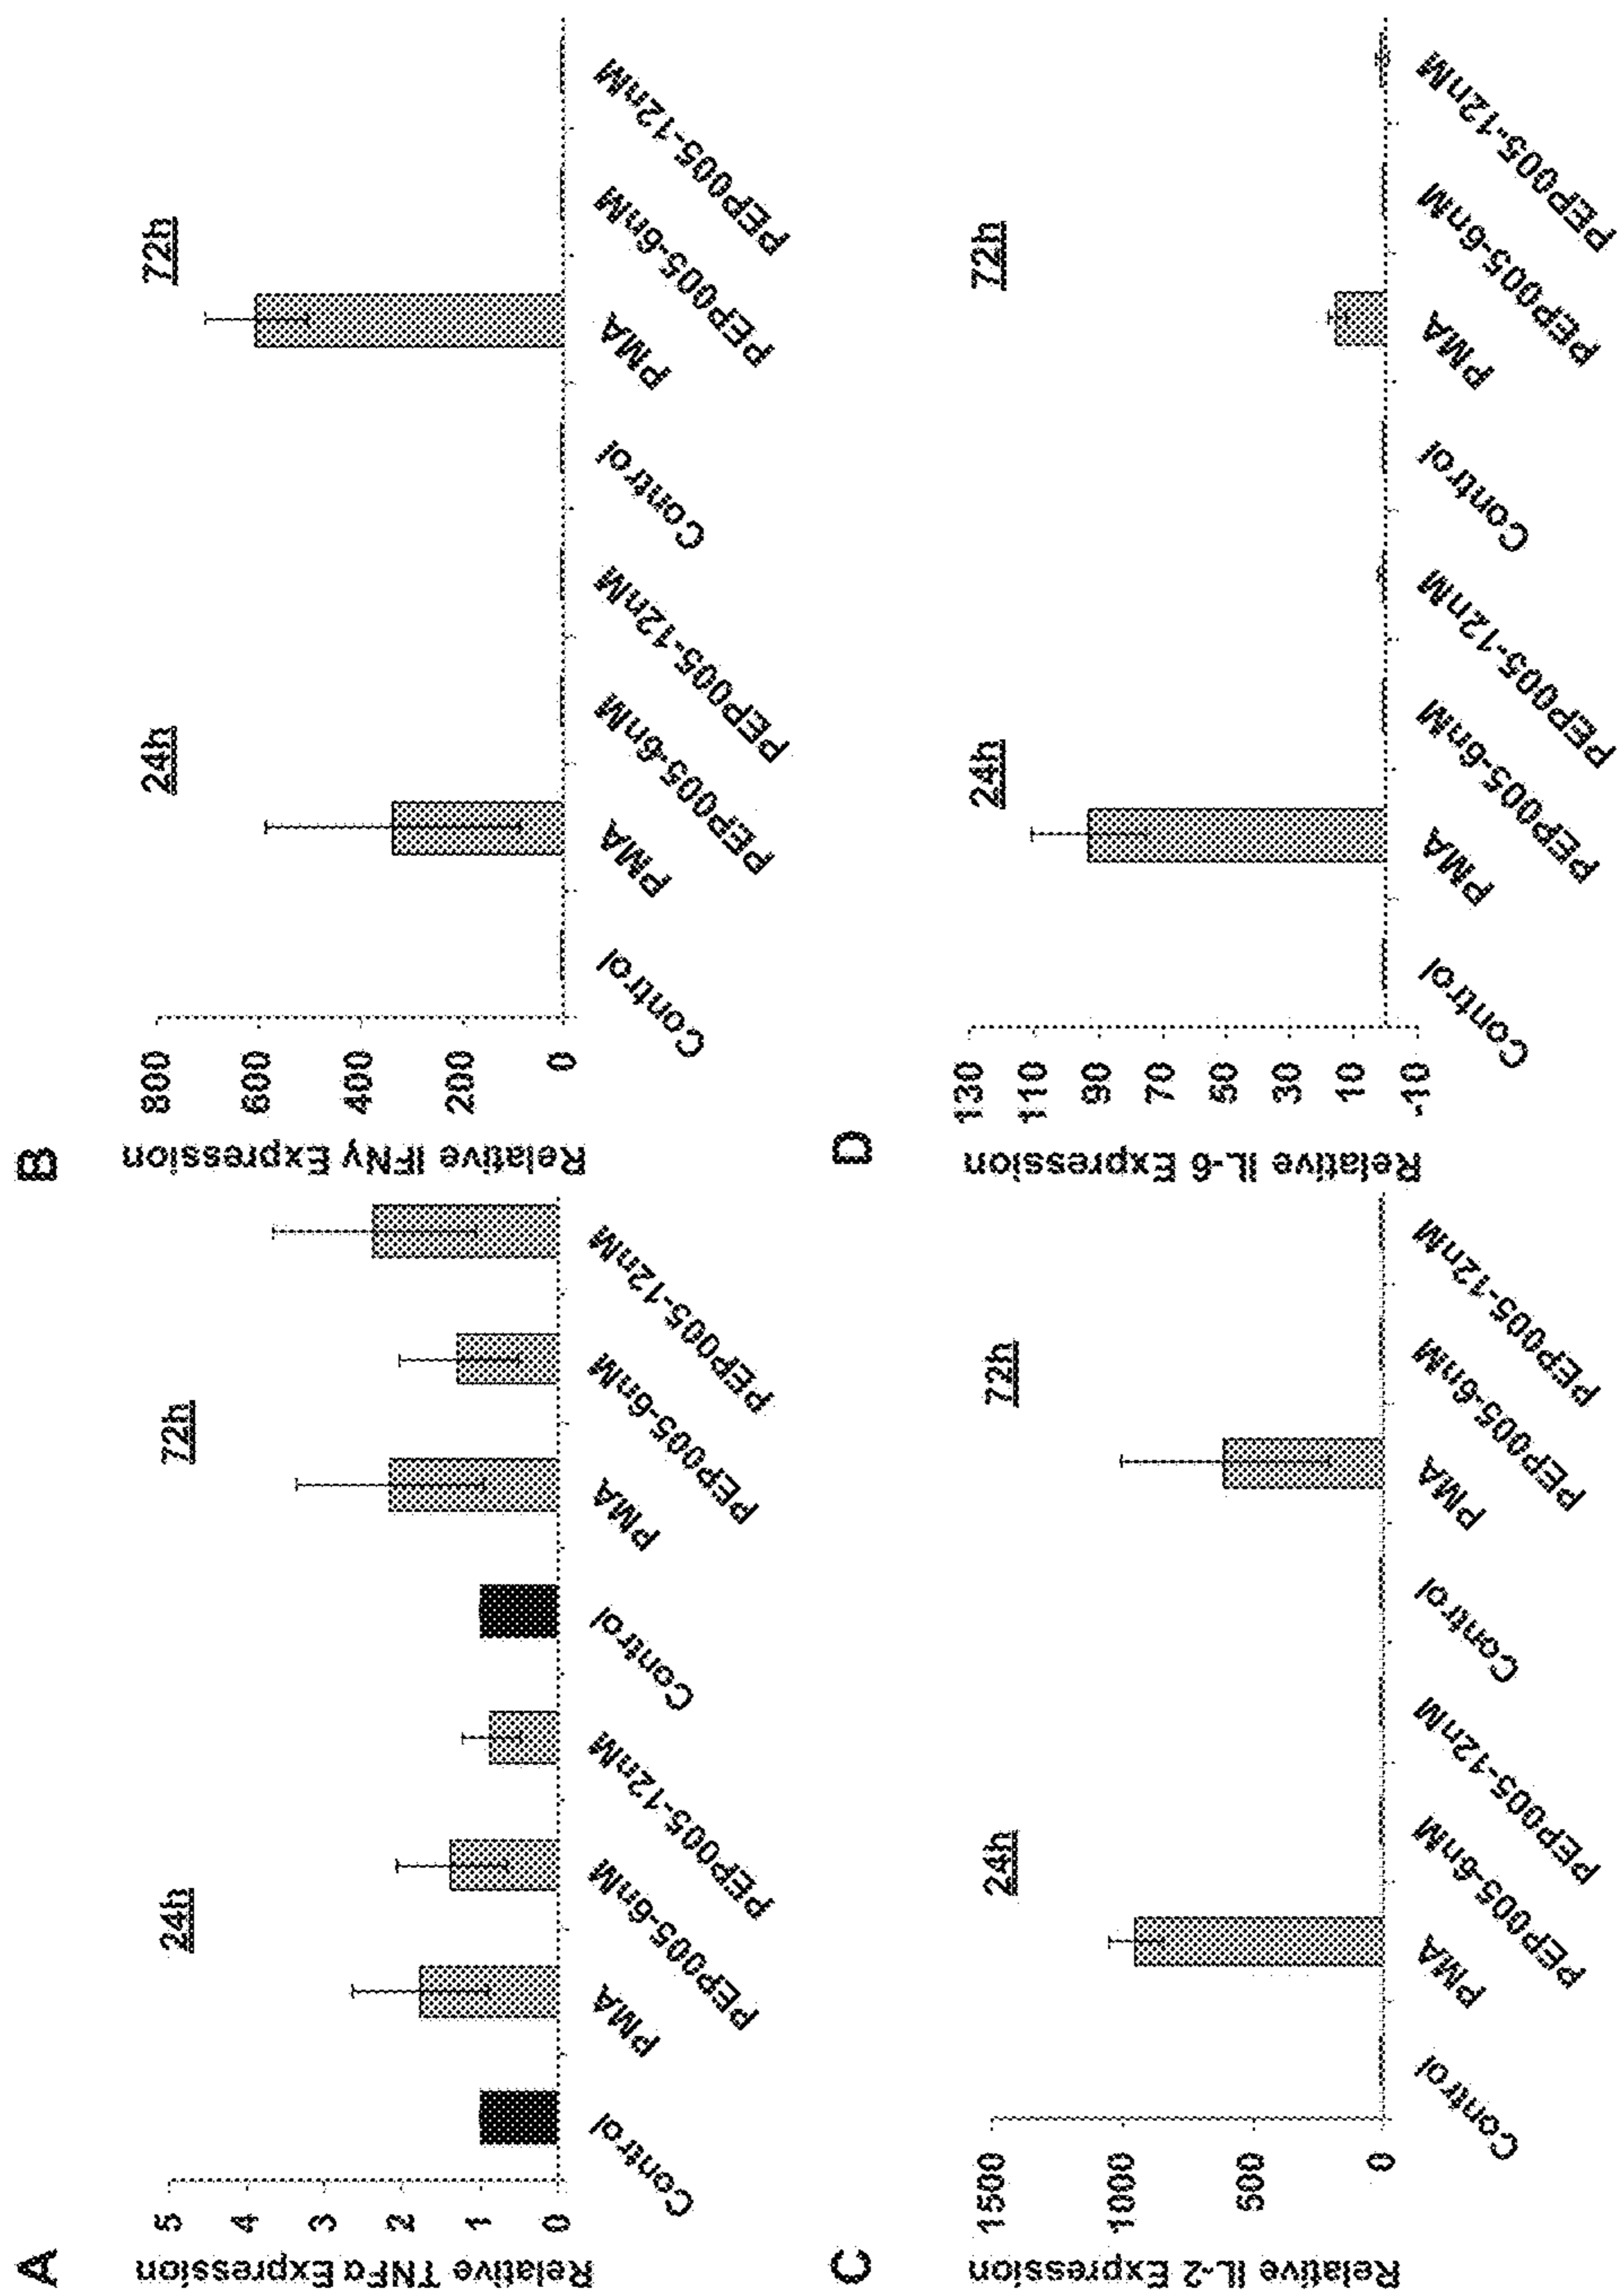 A
Relative TNFα Expression
5
4
3
2
1
0
24h
72h
Control
PMA
PEP005-6nM
PEP005-12nM
Control
PMA
PEP005-6nM
PEP005-12nM
B
Relative IFNγ Expression
800
600
400
200
0
24h
72h
Control
PMA
PEP005-6nM
PEP005-12nM
Control
PMA
PEP005-6nM
PEP005-12nM
C
Relative IL-2 Expression
1500
1000
500
0
24h
72h
Control
PMA
PEP005-6nM
PEP005-12nM
Control
PMA
PEP005-6nM
PEP005-12nM
D
Relative IL-6 Expression
130
110
90
70
50
30
10
-10
24h
72h
Control
PMA
PEP005-6nM
PEP005-12nM
Control
PMA
PEP005-6nM
PEP005-12nM